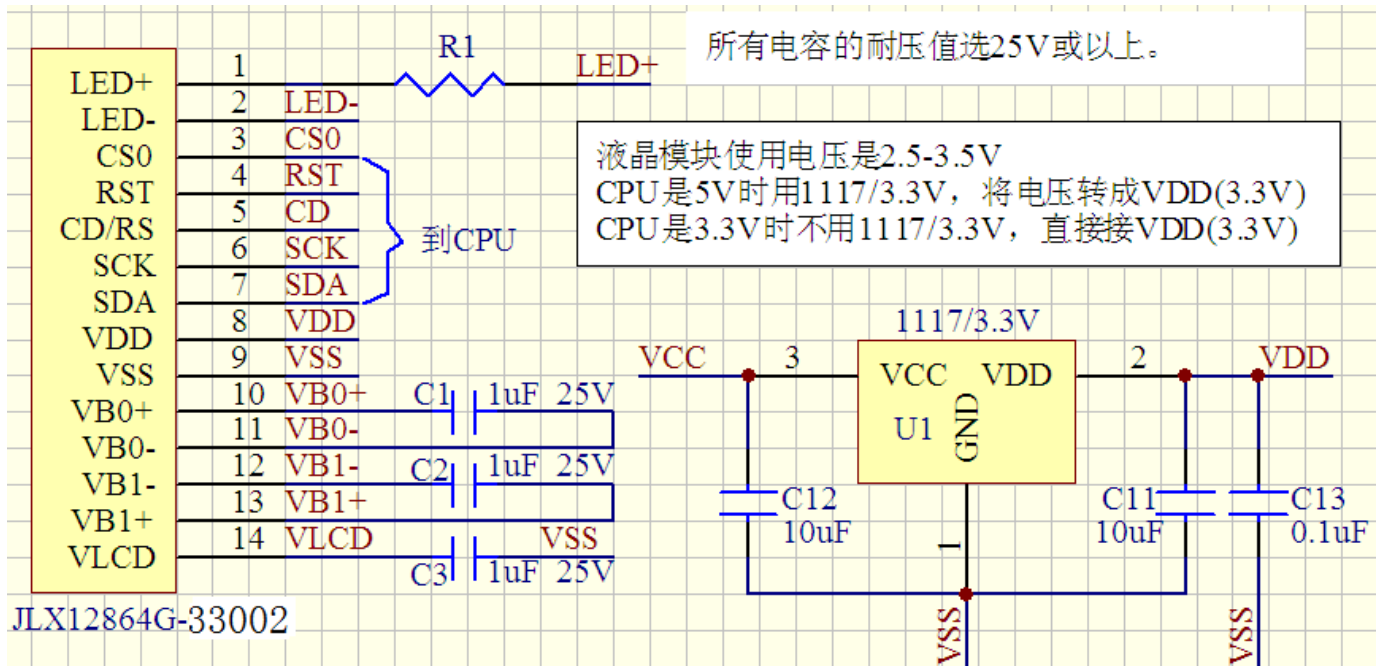 所有电容的耐压值选25V或以上。
液晶模块使用电压是2.5-3.5V
CPU是5V时用1117/3.3V，将电压转成VDD(3.3V)
CPU是3.3V时不用1117/3.3V，直接接VDD(3.3V)
R1
LED+ 1 LED+
LED- 2 LED-
CS0 3 CS0
RST 4 RST
CD/RS 5 CD
到CPU
SCK 6 SCK
SDA 7 SDA
VDD 8 VDD
VSS 9 VSS
VB0+ 10 VB0+ C1 1uF 25V
VB0- 11 VB0-
VB1- 12 VB1- C2 1uF 25V
VB1+ 13 VB1+
VLCD 14 VLCD VSS
C3 1uF 25V
JLX12864G-33002
1117/3.3V
VCC 3 VCC VDD 2 VDD
U1 GND
C12 C11 C13
10uF 10uF 0.1uF
1
VSS VSS